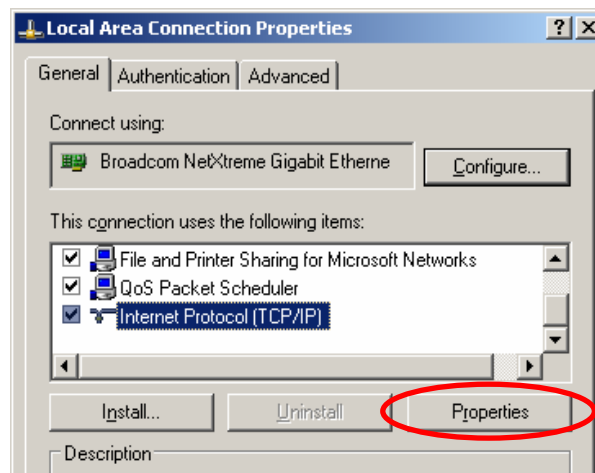 Local Area Connection Properties
General Authentication Advanced
Connect using:
Broadcom NetXtreme Gigabit Etherne Configure...
This connection uses the following items:
File and Printer Sharing for Microsoft Networks
QoS Packet Scheduler
Internet Protocol (TCP/IP)
Install... Uninstall Properties
Description